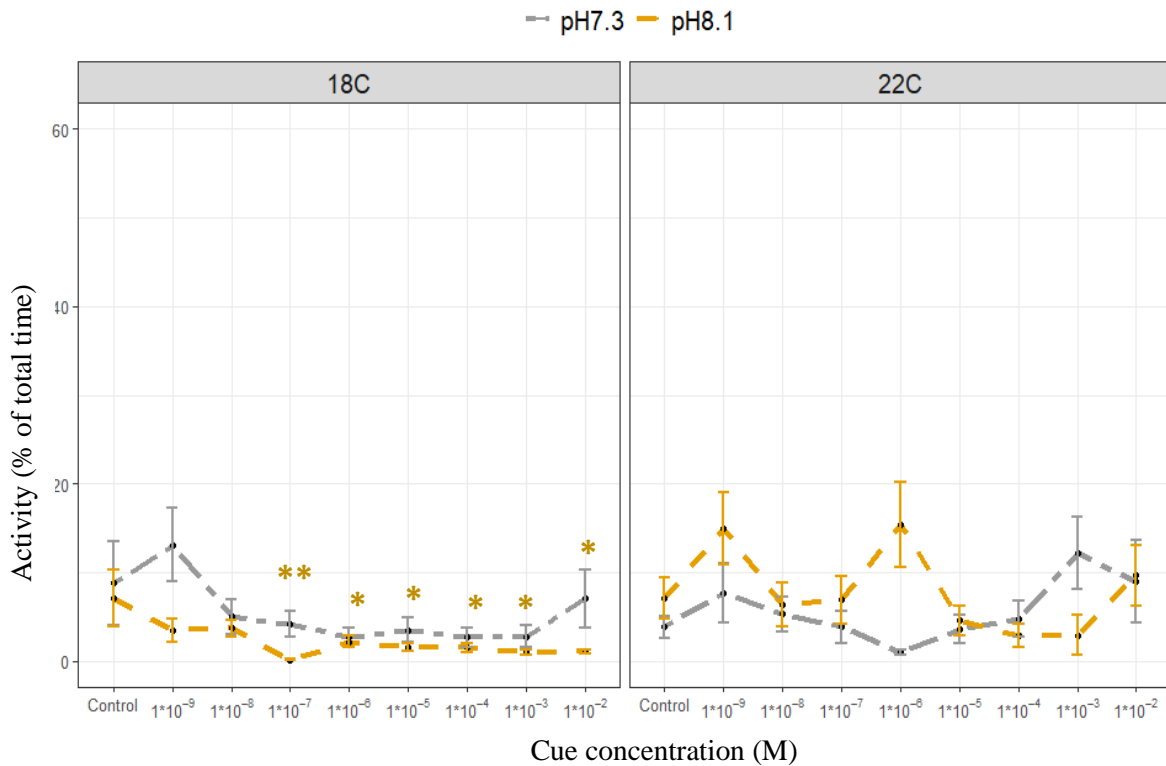 pH7.3 pH8.1
18C 22C
60
40
20
0
Activity (% of total time)
** * * * * *
Control 1*10⁻⁹ 1*10⁻⁸ 1*10⁻⁷ 1*10⁻⁶ 1*10⁻⁵ 1*10⁻⁴ 1*10⁻³ 1*10⁻² Control 1*10⁻⁹ 1*10⁻⁸ 1*10⁻⁷ 1*10⁻⁶ 1*10⁻⁵ 1*10⁻⁴ 1*10⁻³ 1*10⁻²
Cue concentration (M)